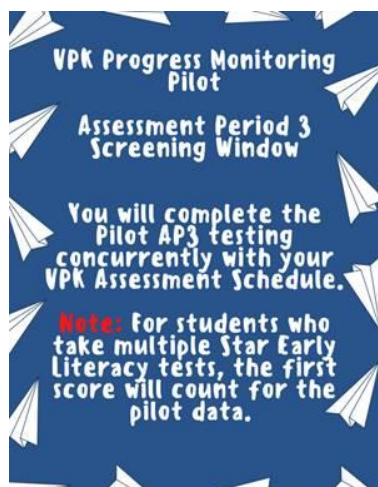 VPK Progress Monitoring
Pilot
Assessment Period 3
Screening Window
You will complete the
Pilot AP3 testing
concurrently with your
VPK Assessment Schedule.
Note: For students who
take multiple Star Early
Literacy tests, the first
score will count for the
pilot data.